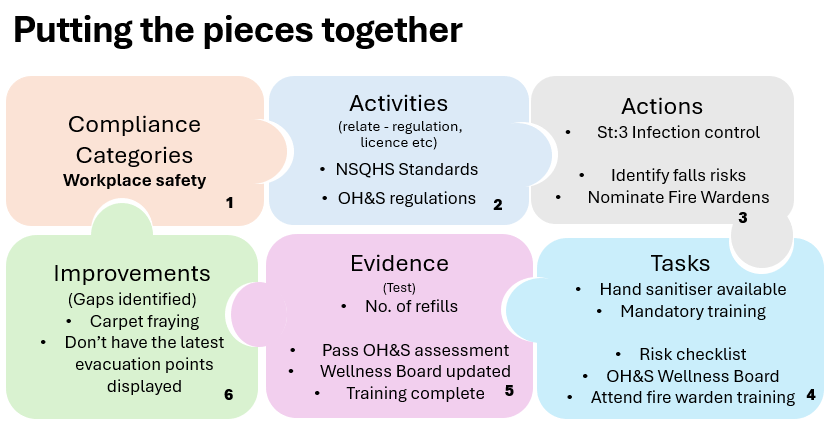 Putting the pieces together
Compliance
Categories
Workplace safety
1
Activities
(relate - regulation,
licence etc)
• NSQHS Standards
• OH&S regulations
2
Actions
• St:3 Infection control
• Identify falls risks
• Nominate Fire Wardens
3
Tasks
• Hand sanitiser available
• Mandatory training
• Risk checklist
• OH&S Wellness Board
• Attend fire warden training
4
Evidence
(Test)
• No. of refills
• Pass OH&S assessment
• Wellness Board updated
• Training complete
5
Improvements
(Gaps identified)
• Carpet fraying
• Don’t have the latest
evacuation points
displayed
6